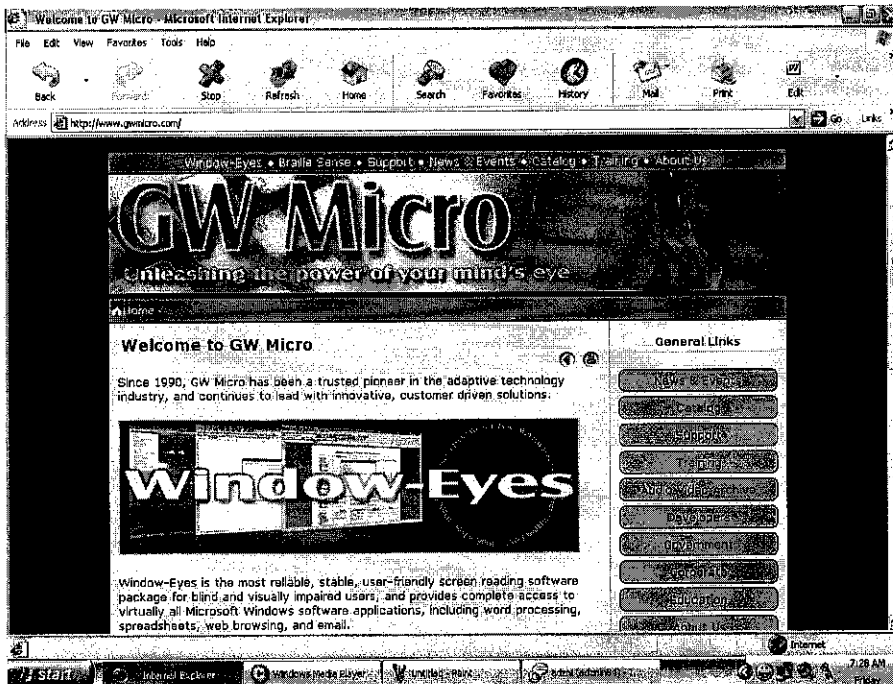 Welcome to GW Micro - Microsoft Internet Explorer
File Edit View Favorites Tools Help
Back Forward Stop Refresh Home Search Favorites History Mail Print Edit
Address http://www.gwmicro.com/ Go Links
Window-Eyes • Braille Sense • Support • News & Events • Catalog • Training • About Us
GW Micro
Unleashing the power of your mind's eye
Home
Welcome to GW Micro
Since 1990, GW Micro has been a trusted pioneer in the adaptive technology
industry, and continues to lead with innovative, customer driven solutions.
Window-Eyes
Window-Eyes is the most reliable, stable, user-friendly screen reading software
package for blind and visually impaired users, and provides complete access to
virtually all Microsoft Windows software applications, including word processing,
spreadsheets, web browsing, and email.
General Links
News & Events
Catalog
Support
Training
Developers
Government
Corporate
Education
About Us
Internet
start Internet Explorer Windows Media Player untitled - Paint
7:28 AM
Friday